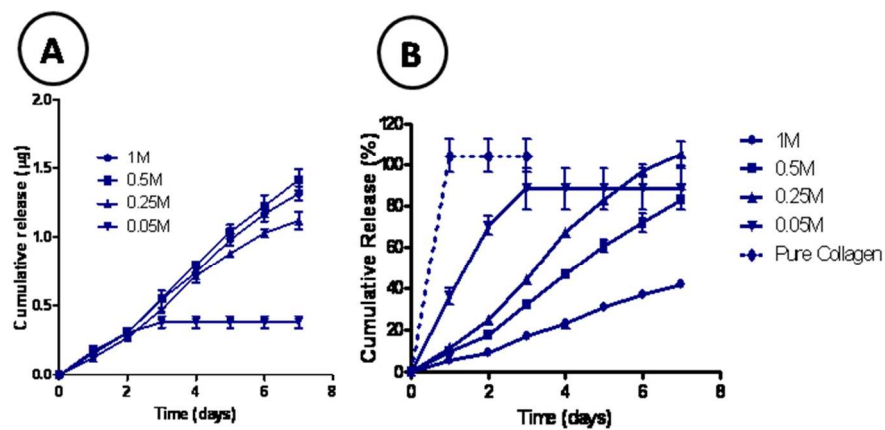 A
B
2.0
1.5
1.0
0.5
0.0
Cumulative release (µg)
1M
0.5M
0.25M
0.05M
0
2
4
6
8
Time (days)
120
100
80
60
40
20
0
Cumulative Release (%)
0
2
4
6
8
Time (days)
1M
0.5M
0.25M
0.05M
Pure Collagen